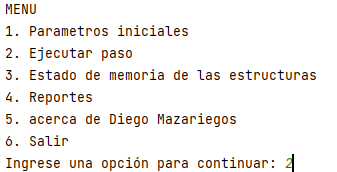 MENU
1. Parametros iniciales
2. Ejecutar paso
3. Estado de memoria de las estructuras
4. Reportes
5. acerca de Diego Mazariegos
6. Salir
Ingrese una opción para continuar: 2